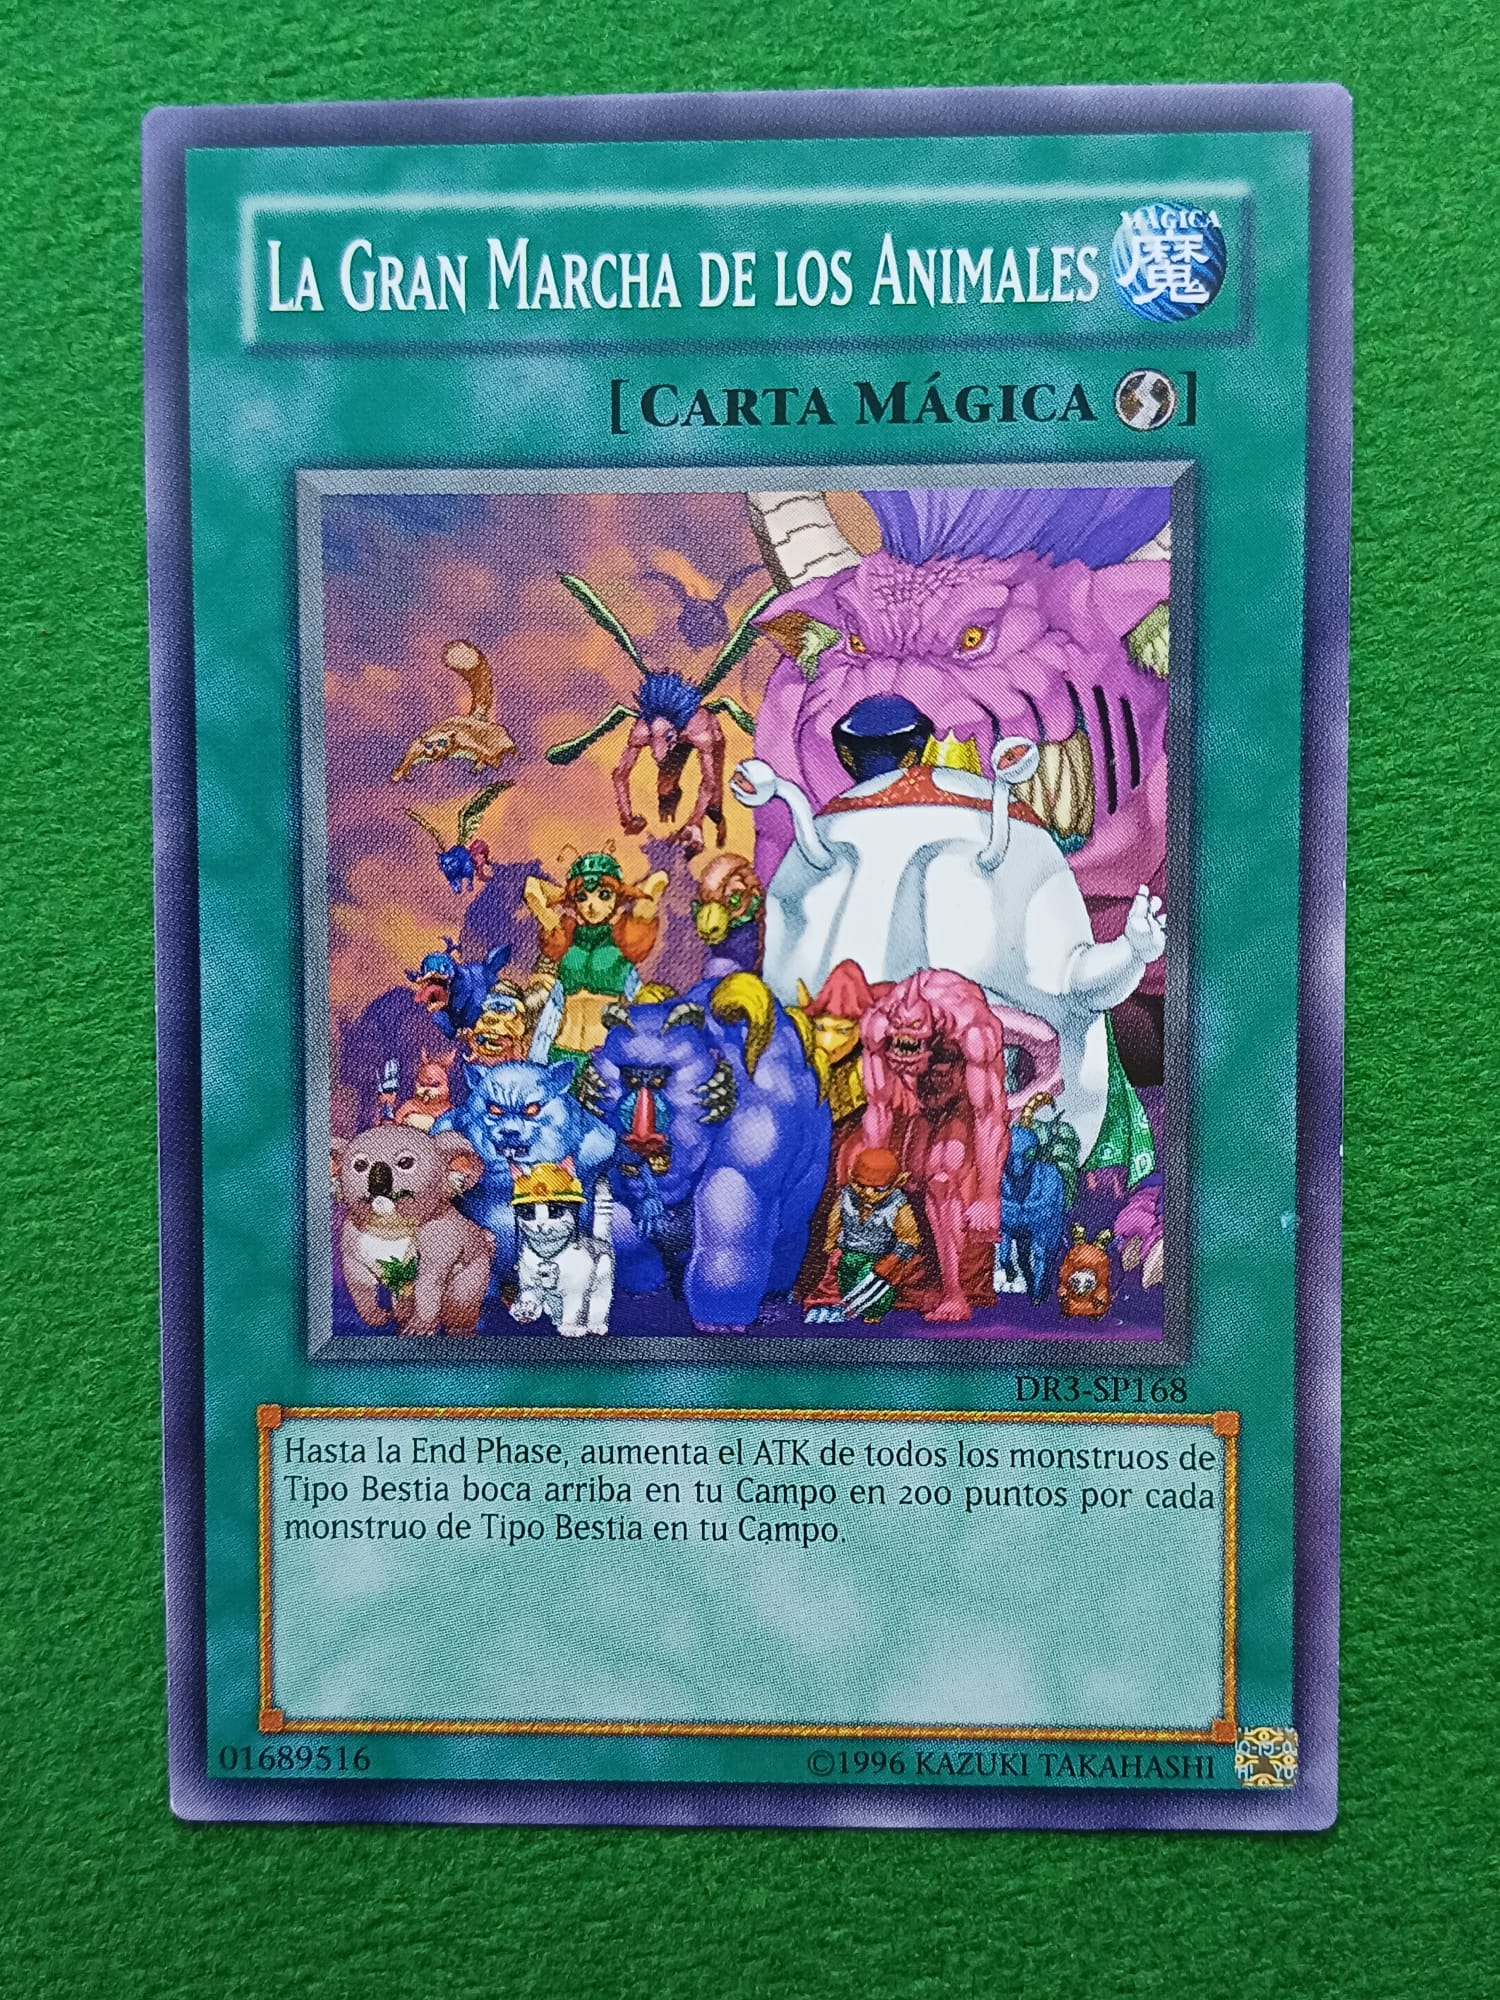 LA GRAN MARCHA DE LOS ANIMALES
MÁGICA
魔
[CARTA MÁGICA]
DR3-SP168
Hasta la End Phase, aumenta el ATK de todos los monstruos de
Tipo Bestia boca arriba en tu Campo en 200 puntos por cada
monstruo de Tipo Bestia en tu Campo.
01689516
©1996 KAZUKI TAKAHASHI